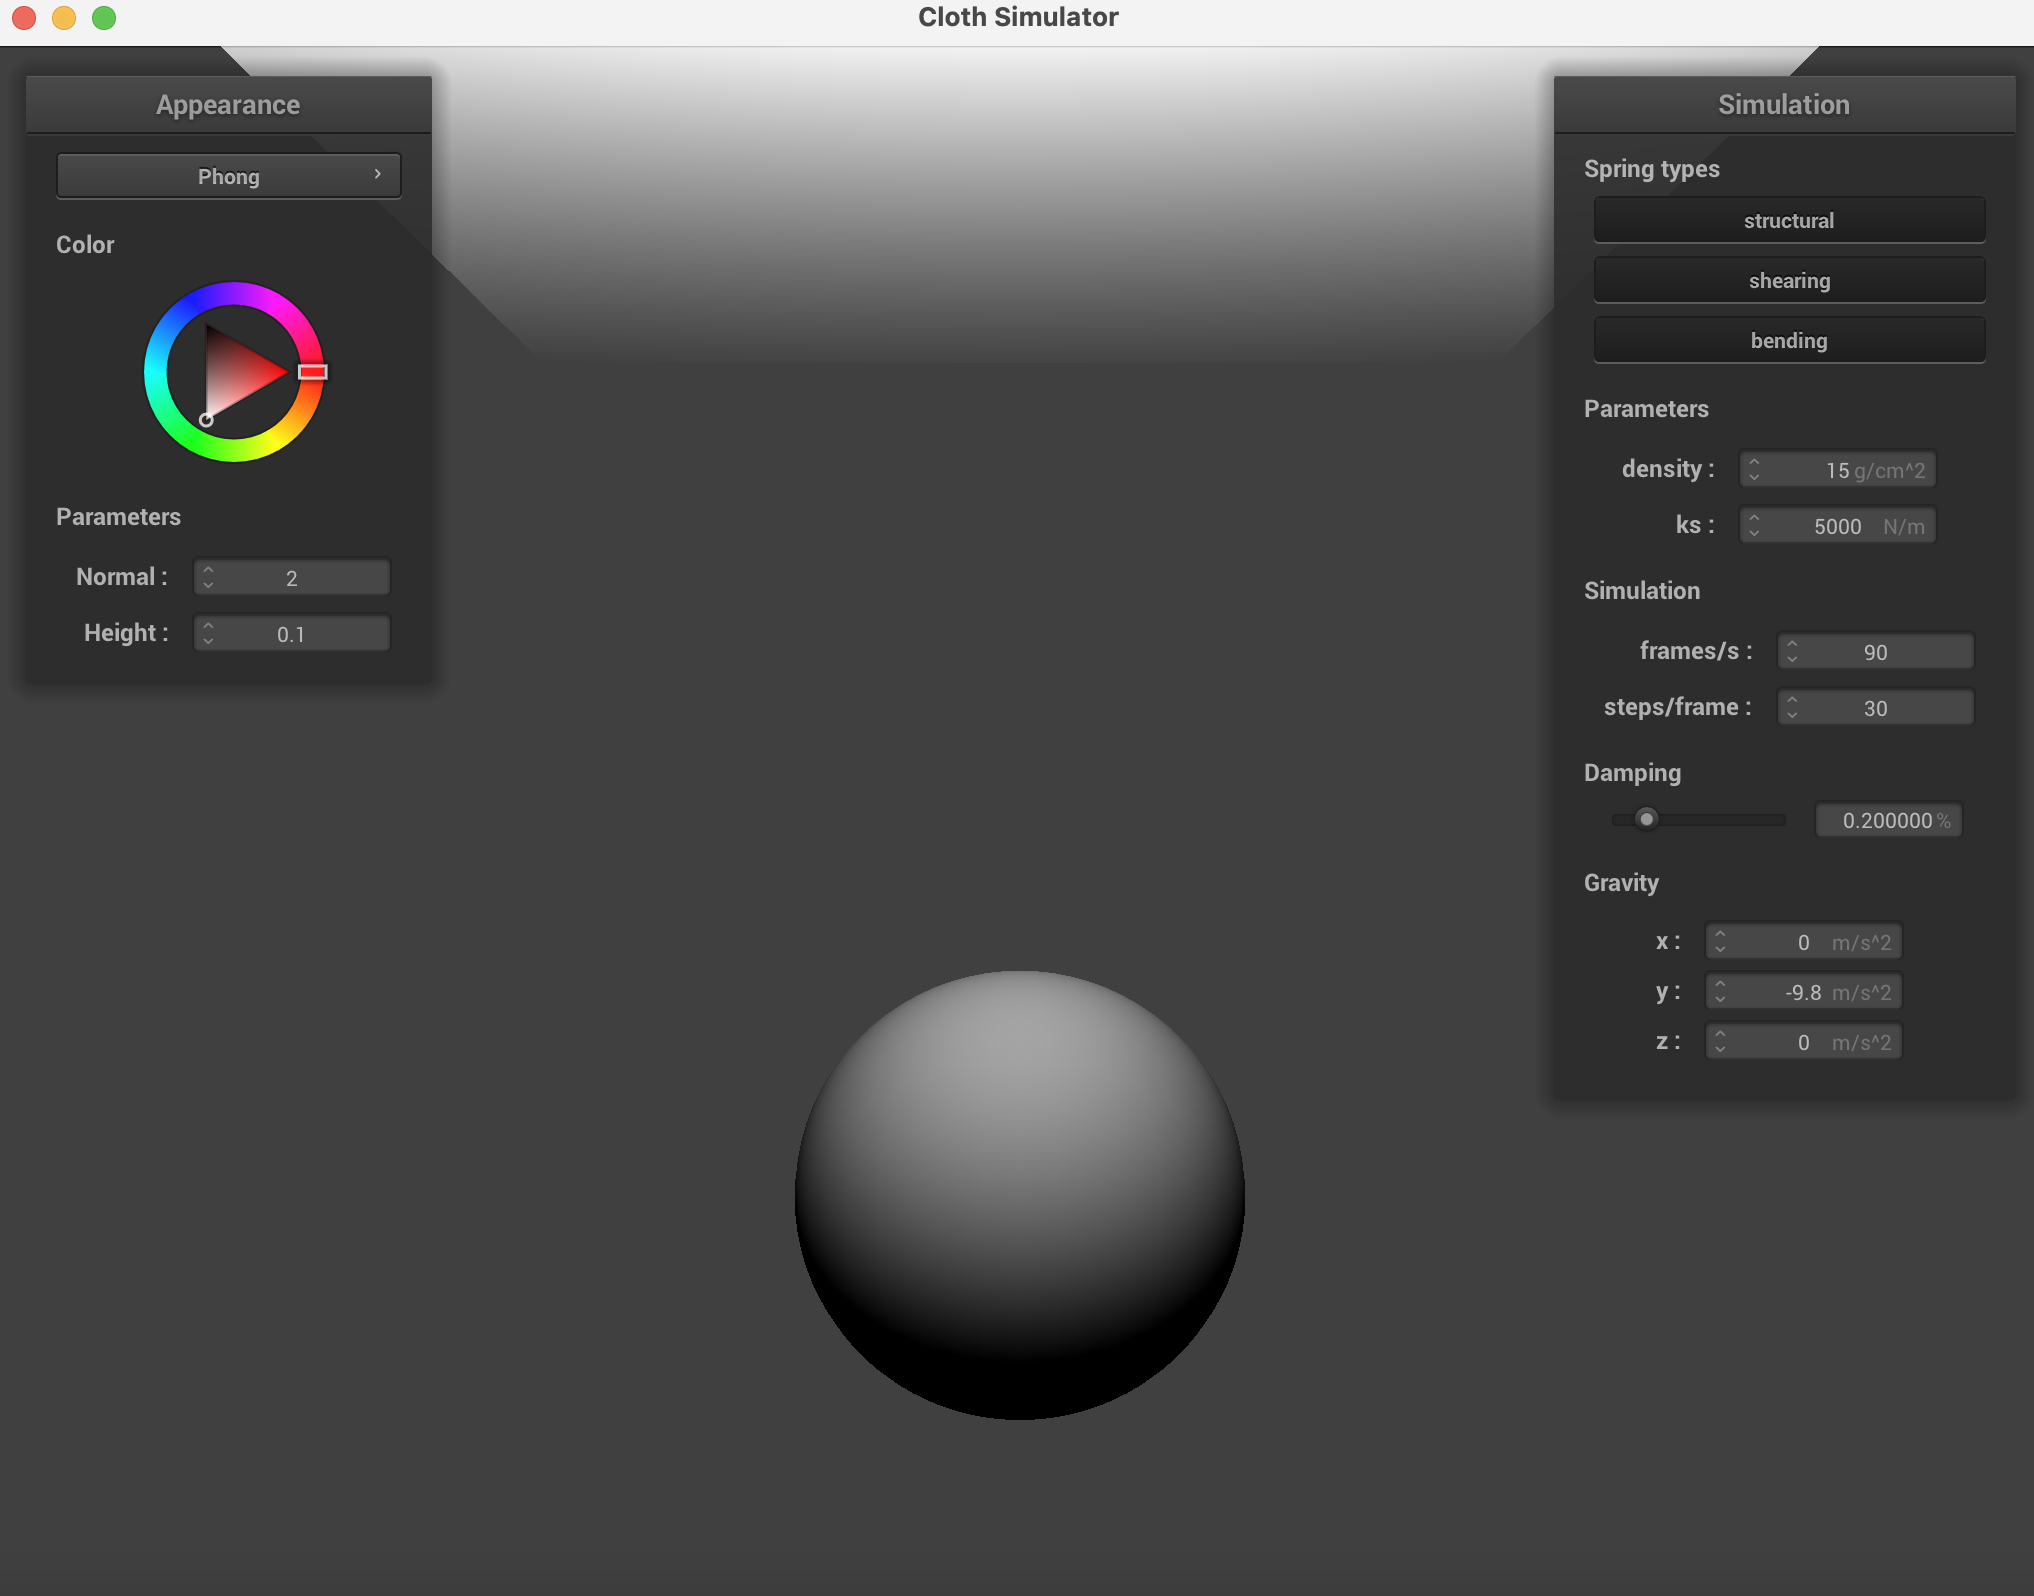 Cloth Simulator
Appearance
Phong
Color
Parameters
Normal : 2
Height : 0.1
Simulation
Spring types
structural
shearing
bending
Parameters
density : 15 g/cm^2
ks : 5000 N/m
Simulation
frames/s : 90
steps/frame : 30
Damping
0.200000 %
Gravity
x : 0 m/s^2
y : -9.8 m/s^2
z : 0 m/s^2